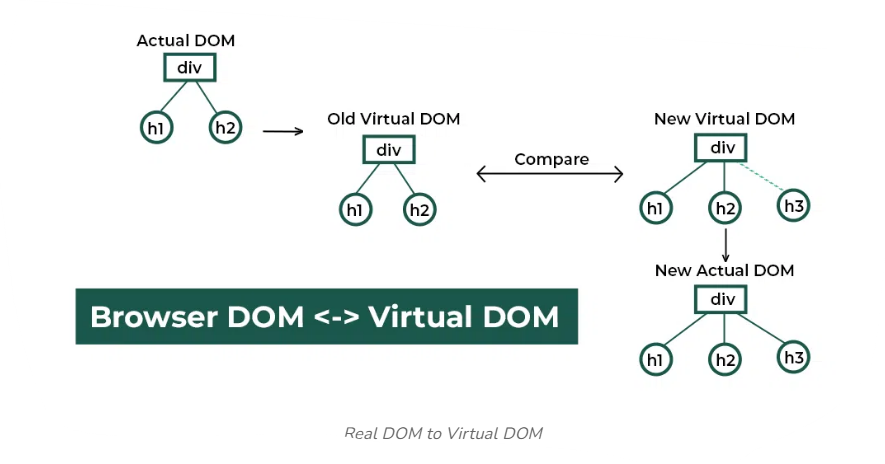 Actual DOM
div
h1
h2
Old Virtual DOM
div
h1
h2
Compare
New Virtual DOM
div
h1
h2
h3
New Actual DOM
div
h1
h2
h3
Browser DOM <-> Virtual DOM
Real DOM to Virtual DOM